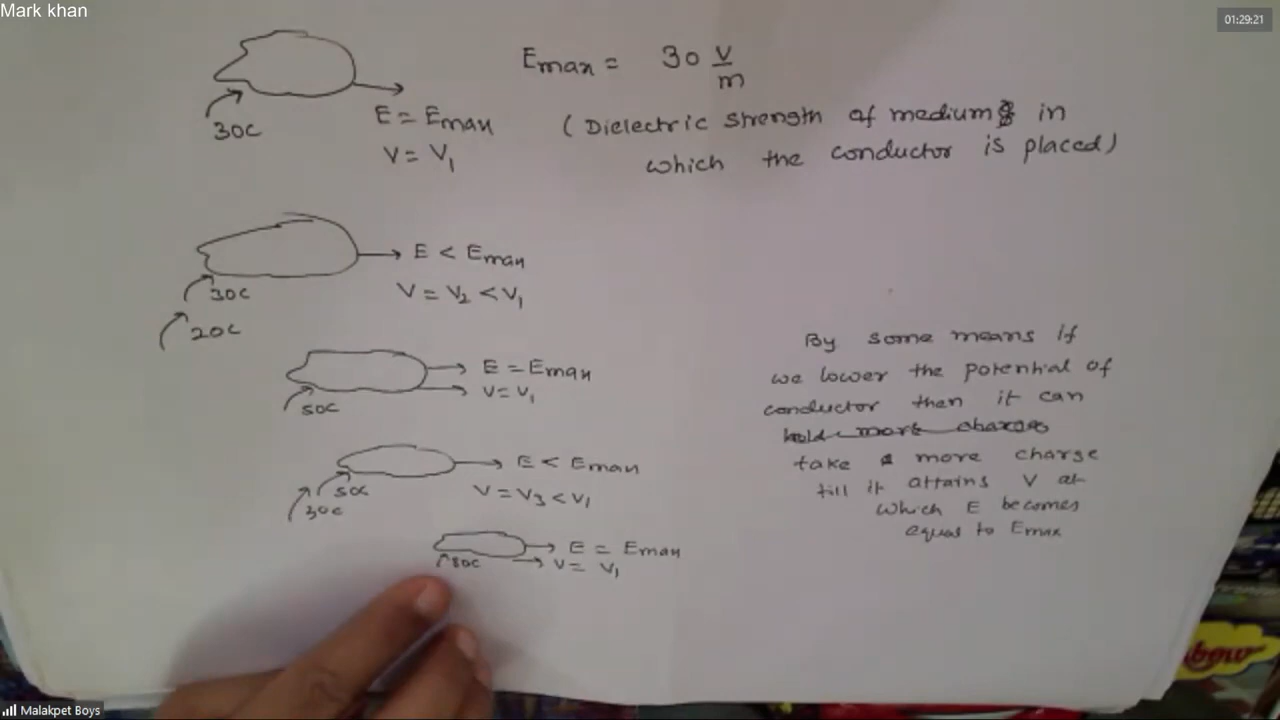 Mark khan
01:29:21
Emax = 30 V/m
30C
E = Emax
V = V₁
(Dielectric strength of medium in
which the conductor is placed)
E < Emax
V = V₂ < V₁
30C
20C
E = Emax
V = V₁
50C
E < Emax
V = V₃ < V₁
50C
30C
E = Emax
V = V₁
80C
By some means if
we lower the potential of
conductor then it can
hold more charge
take a more charge
till it attains V at
which E becomes
equal to Emax
Malakpet Boys